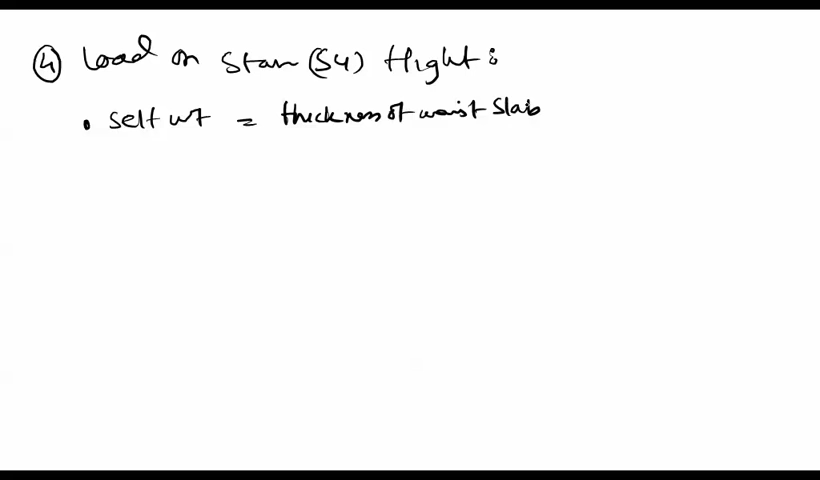 ④ Load on Stair (S4) flight :
• Self wt = thickness of waist Slab